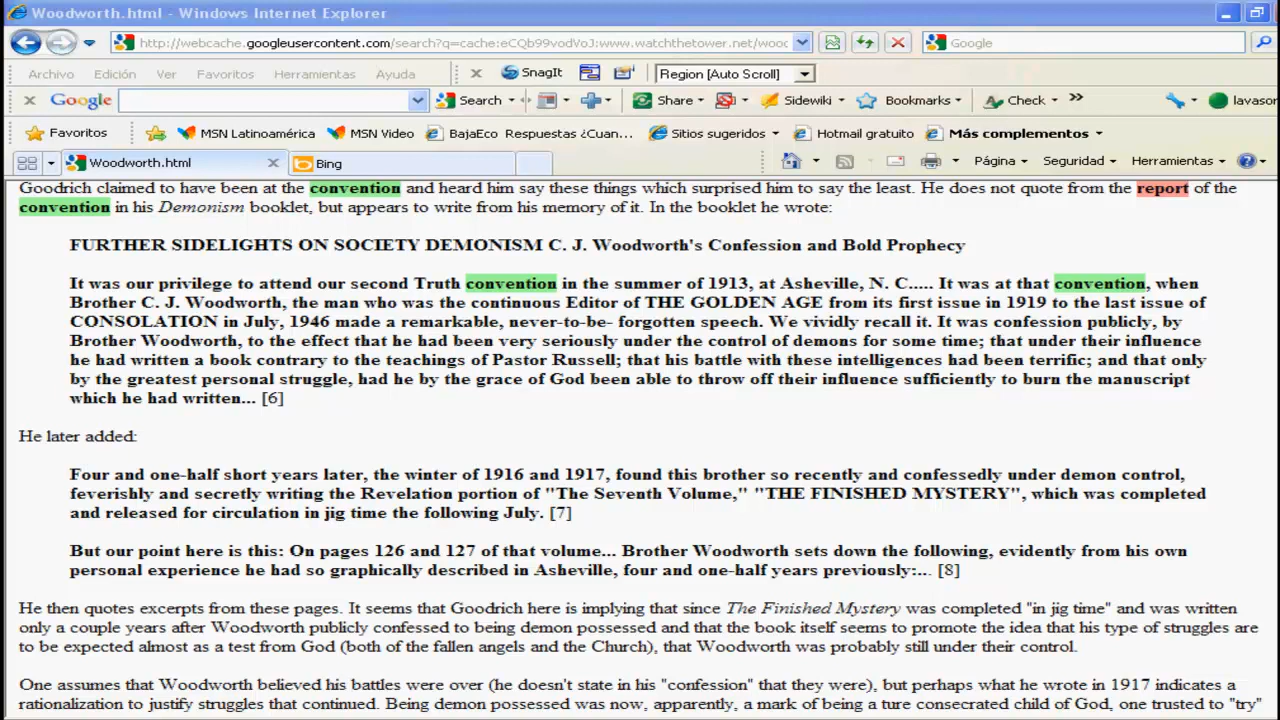 Woodworth.html - Windows Internet Explorer
http://webcache.googleusercontent.com/search?q=cache:eCQb99vodVoJ:www.watchthetower.net/wooc
Google
Archivo Edición Ver Favoritos Herramientas Ayuda
SnagIt
Region [Auto Scroll]
Google
Search
Share
Sidewiki
Bookmarks
Check
lavasor
Favoritos
MSN Latinoamérica
MSN Video
BajaEco Respuestas ¿Cuan...
Sitios sugeridos
Hotmail gratuito
Más complementos
Woodworth.html
Bing
Página
Seguridad
Herramientas
Goodrich claimed to have been at the convention and heard him say these things which surprised him to say the least. He does not quote from the report of the
convention in his Demonism booklet, but appears to write from his memory of it. In the booklet he wrote:
FURTHER SIDELIGHTS ON SOCIETY DEMONISM C. J. Woodworth's Confession and Bold Prophecy
It was our privilege to attend our second Truth convention in the summer of 1913, at Asheville, N. C..... It was at that convention, when
Brother C. J. Woodworth, the man who was the continuous Editor of THE GOLDEN AGE from its first issue in 1919 to the last issue of
CONSOLATION in July, 1946 made a remarkable, never-to-be- forgotten speech. We vividly recall it. It was confession publicly, by
Brother Woodworth, to the effect that he had been very seriously under the control of demons for some time; that under their influence
he had written a book contrary to the teachings of Pastor Russell; that his battle with these intelligences had been terrific; and that only
by the greatest personal struggle, had he by the grace of God been able to throw off their influence sufficiently to burn the manuscript
which he had written... [6]
He later added:
Four and one-half short years later, the winter of 1916 and 1917, found this brother so recently and confessedly under demon control,
feverishly and secretly writing the Revelation portion of "The Seventh Volume," "THE FINISHED MYSTERY", which was completed
and released for circulation in jig time the following July. [7]
But our point here is this: On pages 126 and 127 of that volume... Brother Woodworth sets down the following, evidently from his own
personal experience he had so graphically described in Asheville, four and one-half years previously:... [8]
He then quotes excerpts from these pages. It seems that Goodrich here is implying that since The Finished Mystery was completed "in jig time" and was written
only a couple years after Woodworth publicly confessed to being demon possessed and that the book itself seems to promote the idea that his type of struggles are
to be expected almost as a test from God (both of the fallen angels and the Church), that Woodworth was probably still under their control.
One assumes that Woodworth believed his battles were over (he doesn't state in his "confession" that they were), but perhaps what he wrote in 1917 indicates a
rationalization to justify struggles that continued. Being demon possessed was now, apparently, a mark of being a ture consecrated child of God, one trusted to "try"